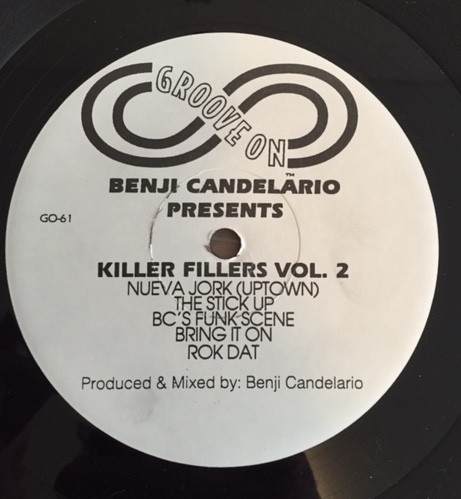 GROOVE ON
TM
BENJI CANDELARIO
PRESENTS
GO-61
KILLER FILLERS VOL. 2
NUEVA JORK (UPTOWN)
THE STICK UP
BC'S FUNK SCENE
BRING IT ON
ROK DAT
Produced & Mixed by: Benji Candelario